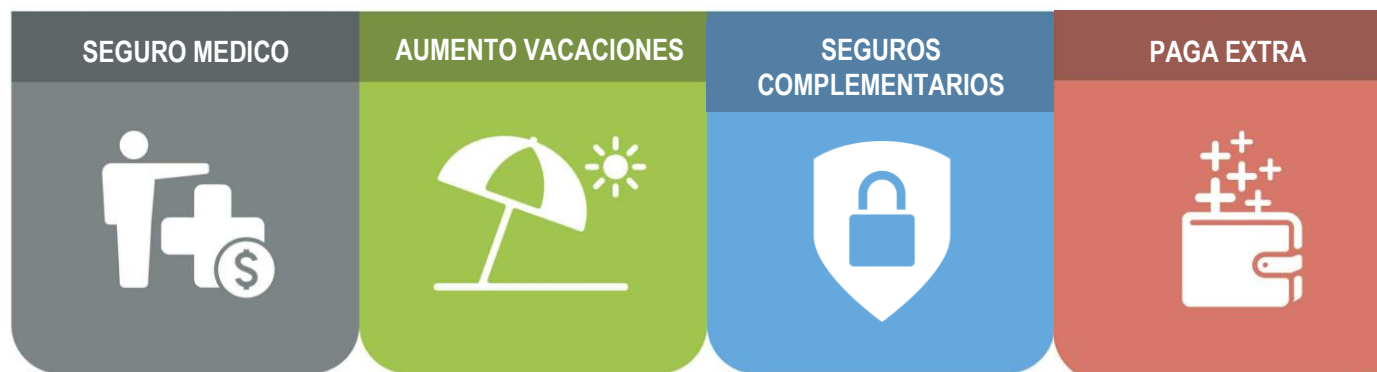 SEGURO MEDICO
AUMENTO VACACIONES
SEGUROS
COMPLEMENTARIOS
PAGA EXTRA
$